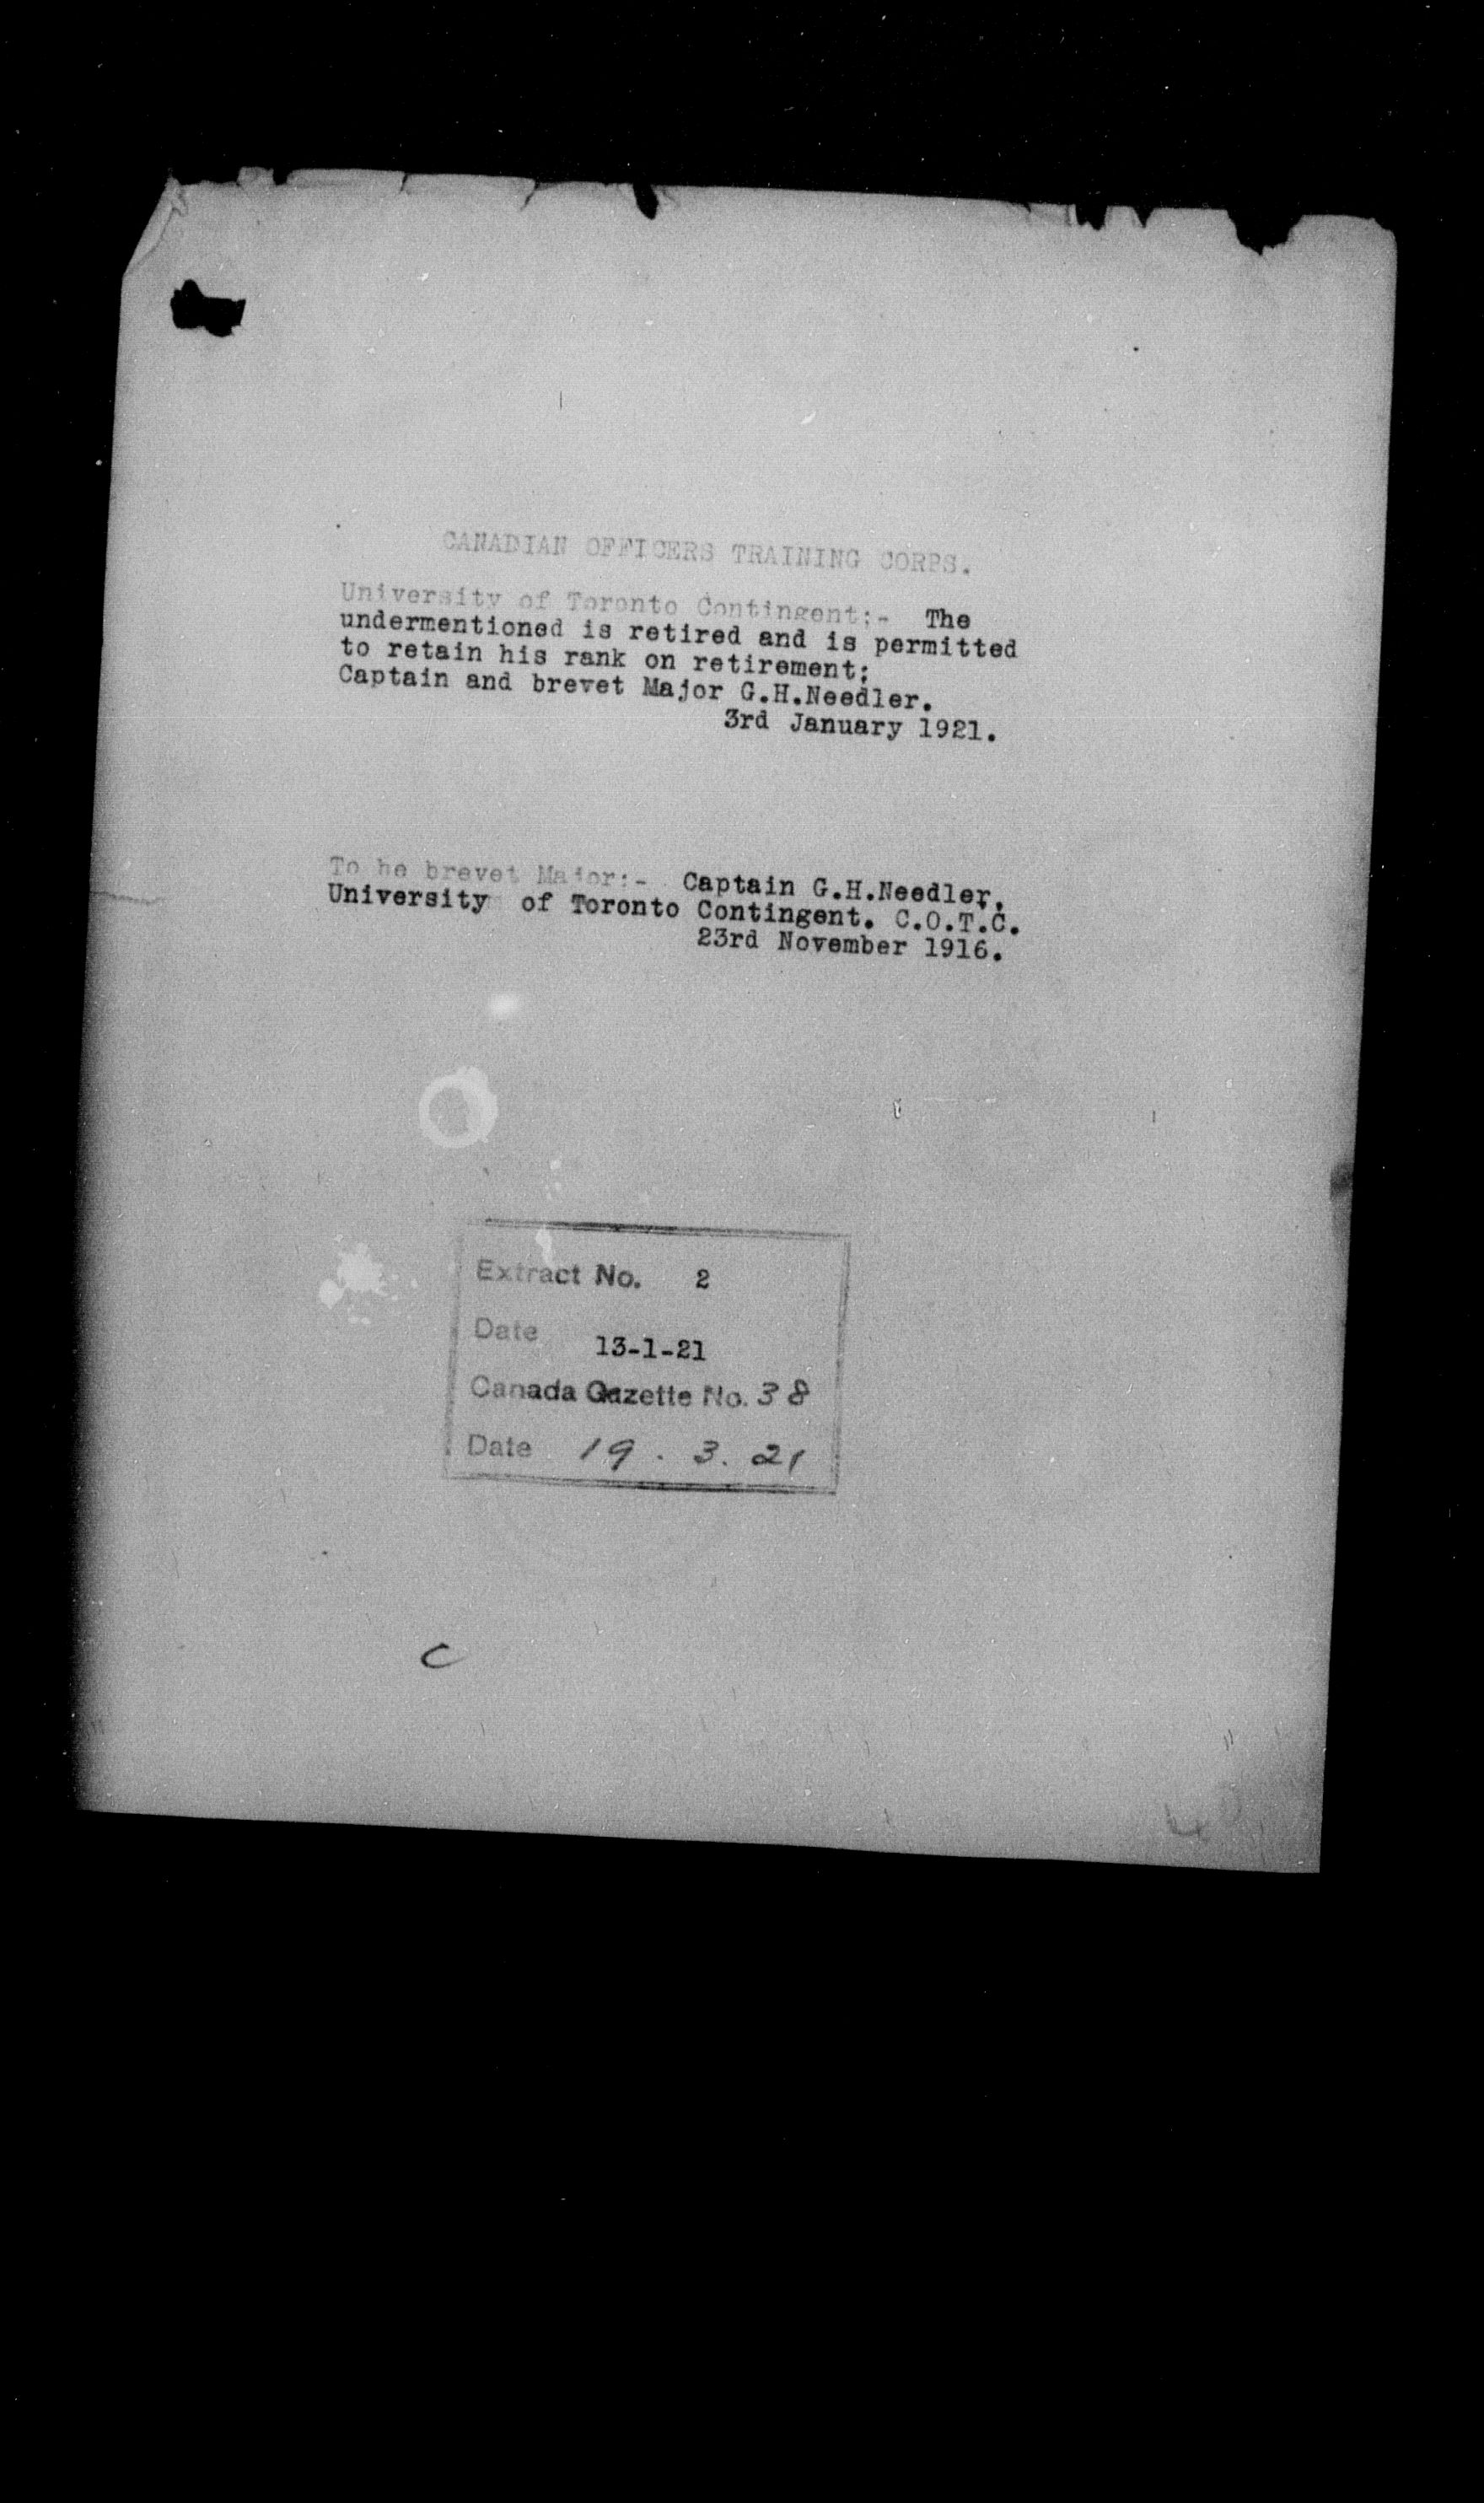 CANADIAN OFFICERS TRAINING CORPS.
University of Toronto Contingent:- The
undermentioned is retired and is permitted
to retain his rank on retirement:
Captain and brevet Major G.H.Needler.
3rd January 1921.
To be brevet Major:- Captain G.H.Needler,
University of Toronto Contingent. C.O.T.C.
23rd November 1916.
Extract No. 2
Date 13-1-21
Canada Gazette No. 38
Date 19.3.21
C